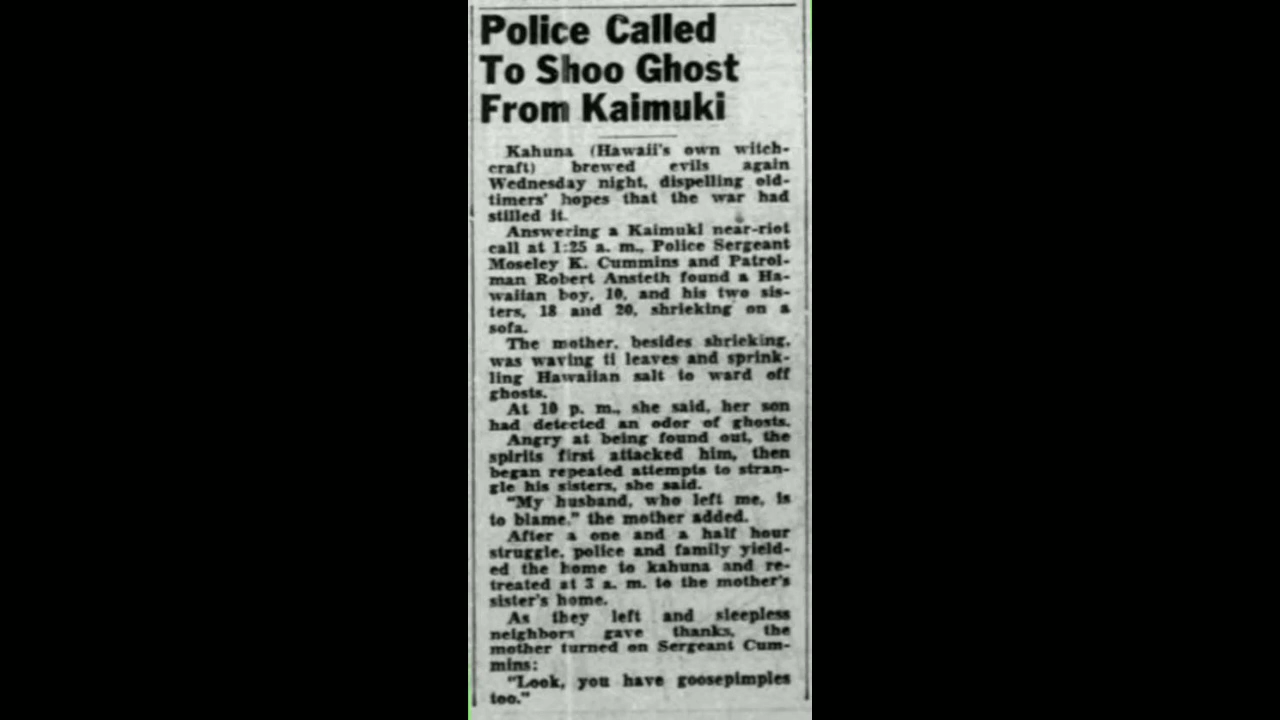 Police Called
To Shoo Ghost
From Kaimuki
Kahuna (Hawaii's own witch-
craft) brewed evils again
Wednesday night, dispelling old-
timers' hopes that the war had
stilled it.
Answering a Kaimuki near-riot
call at 1:25 a. m., Police Sergeant
Moseley K. Cummins and Patrol-
man Robert Ansteth found a Ha-
waiian boy, 10, and his two sis-
ters, 18 and 20, shrieking on a
sofa.
The mother, besides shrieking,
was waving ti leaves and sprink-
ling Hawaiian salt to ward off
ghosts.
At 10 p. m., she said, her son
had detected an odor of ghosts.
Angry at being found out, the
spirits first attacked him, then
began repeated attempts to stran-
gle his sisters, she said.
"My husband, who left me, is
to blame," the mother added.
After a one and a half hour
struggle, police and family yield-
ed the home to kahuna and re-
treated at 3 a. m. to the mother's
sister's home.
As they left and sleepless
neighbors gave thanks, the
mother turned on Sergeant Cum-
mins:
"Look, you have goosepimples
too."